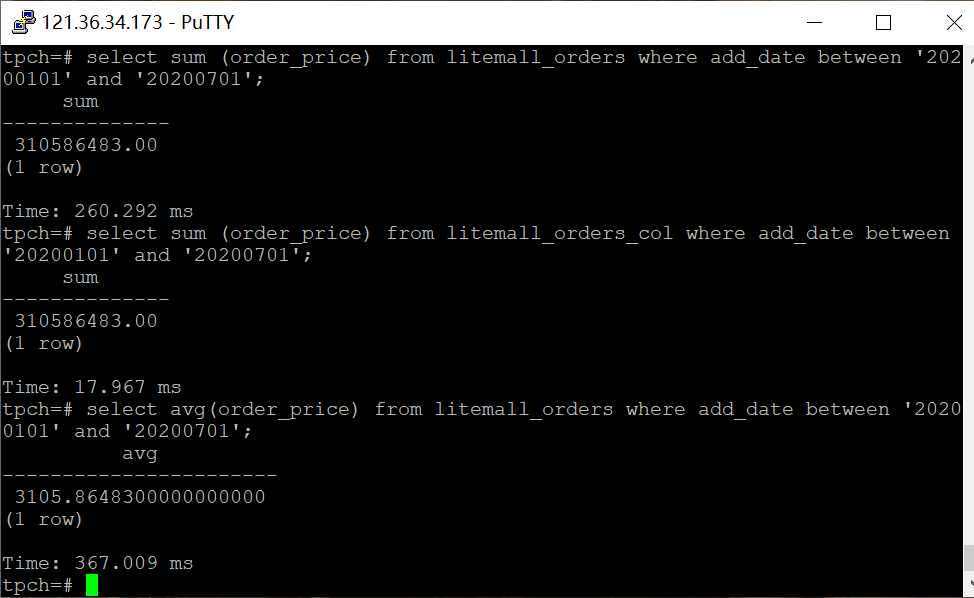 121.36.34.173 - PuTTY
tpch=# select sum (order_price) from litemall_orders where add_date between '202
00101' and '20200701';
     sum
--------------
 310586483.00
(1 row)

Time: 260.292 ms
tpch=# select sum (order_price) from litemall_orders_col where add_date between
'20200101' and '20200701';
     sum
--------------
 310586483.00
(1 row)

Time: 17.967 ms
tpch=# select avg(order_price) from litemall_orders where add_date between '2020
0101' and '20200701';
          avg
-----------------------
 3105.8648300000000000
(1 row)

Time: 367.009 ms
tpch=#